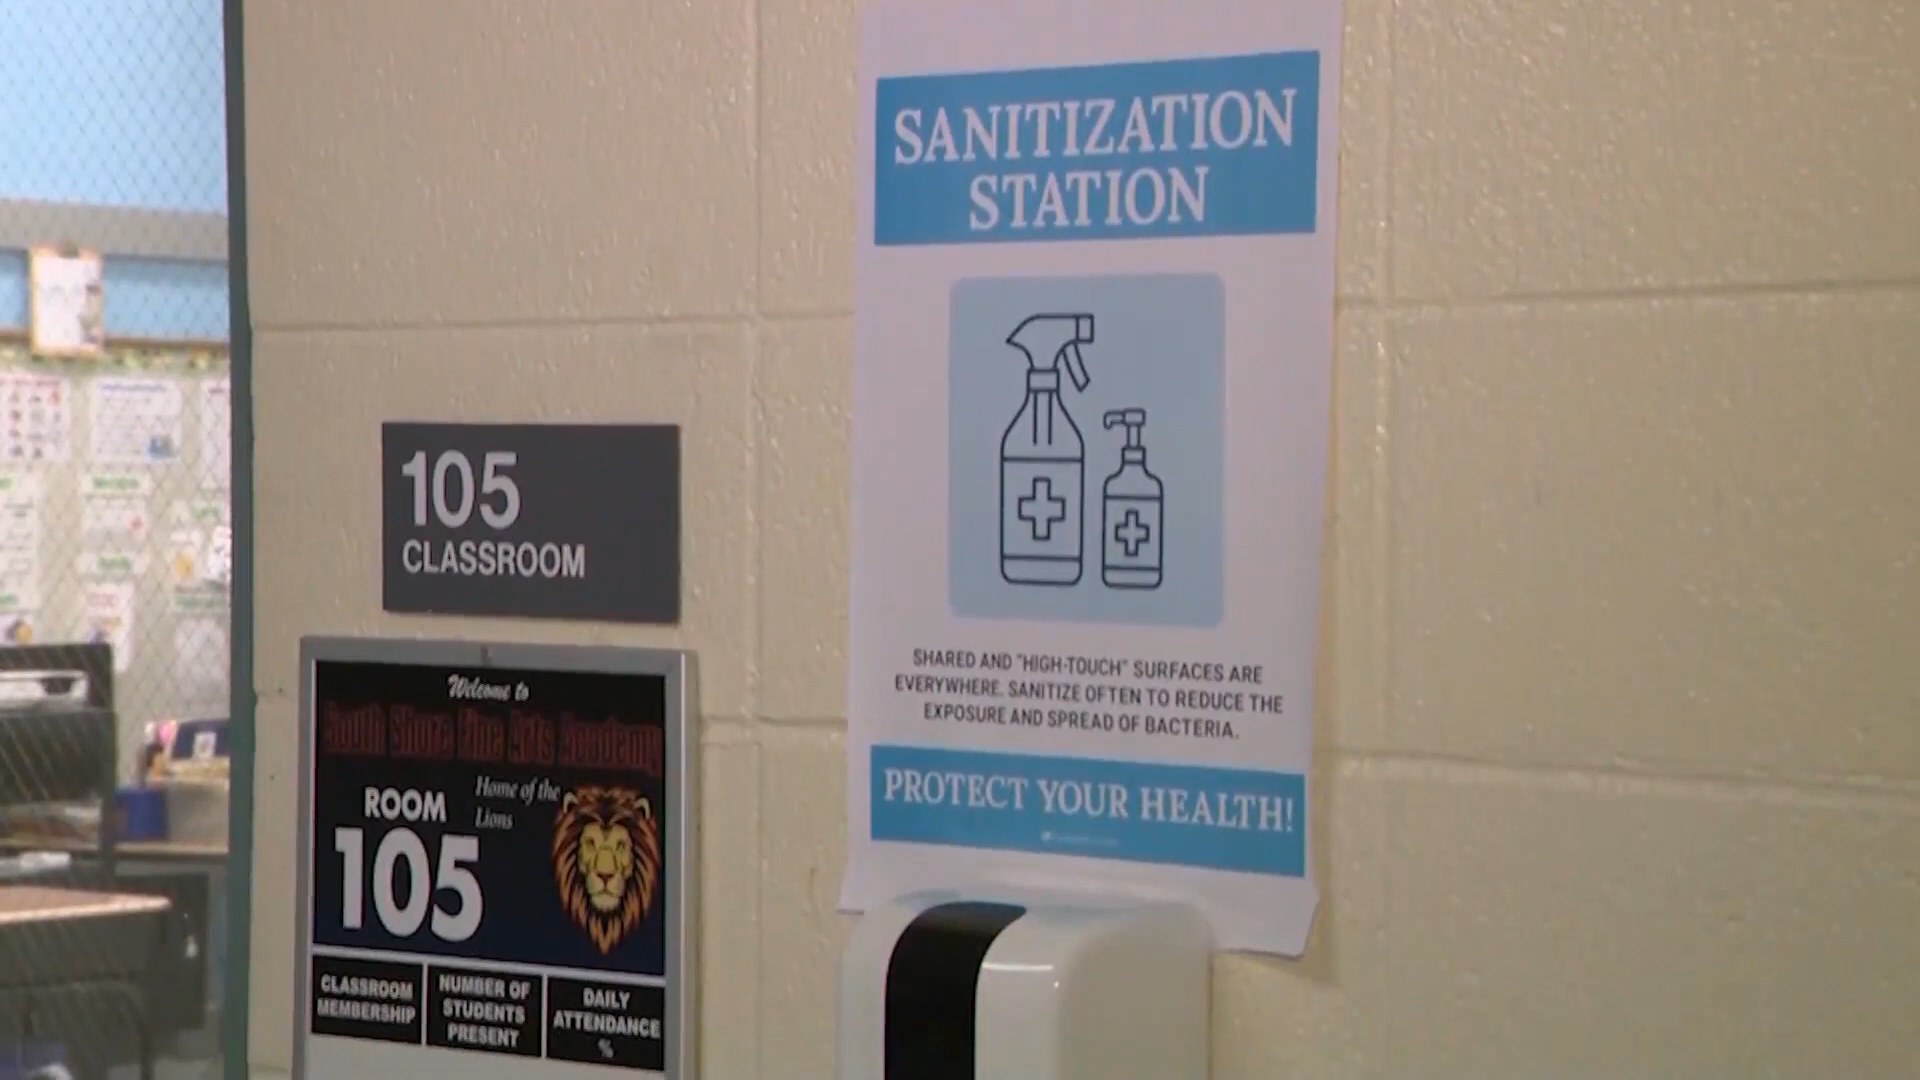 SANITIZATION
STATION
SHARED AND "HIGH-TOUCH" SURFACES ARE
EVERYWHERE. SANITIZE OFTEN TO REDUCE THE
EXPOSURE AND SPREAD OF BACTERIA.
PROTECT YOUR HEALTH!
105
CLASSROOM
Welcome to
South Shore Fine Arts Academy
ROOM
105
Home of the
Lions
CLASSROOM
MEMBERSHIP
NUMBER OF
STUDENTS
PRESENT
DAILY
ATTENDANCE
%